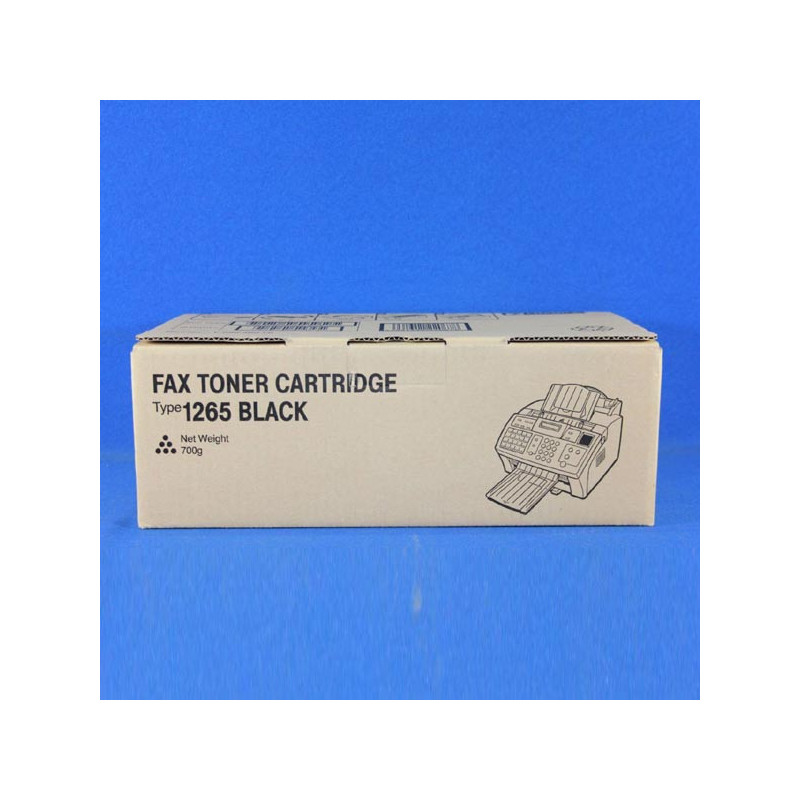 FAX TONER CARTRIDGE
Type 1265 BLACK
Net Weight
700g